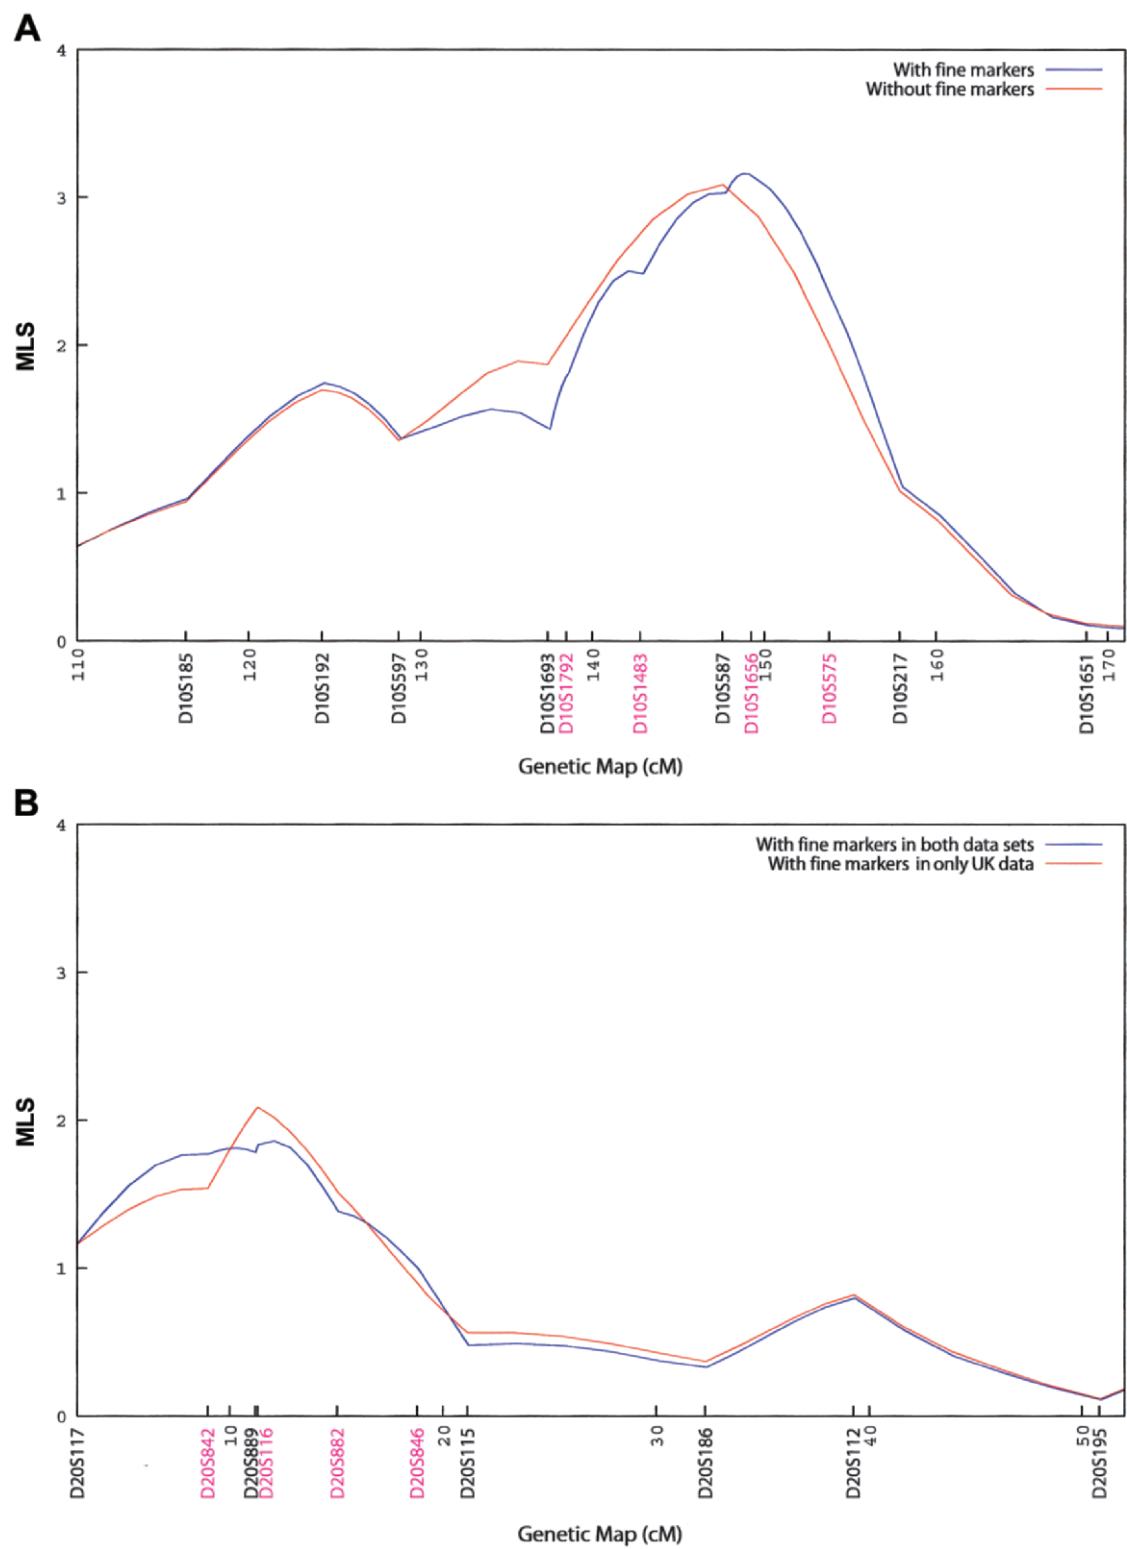 A
4
With fine markers
Without fine markers
3
MLS
2
1
0
110
D10S185
120
D10S192
D10S597
130
D10S1693
D10S1792
140
D10S1483
D10S587
D10S1656
150
D10S575
D10S217
160
D10S1651
170
Genetic Map (cM)
B
4
With fine markers in both data sets
With fine markers in only UK data
3
MLS
2
1
0
D20S117
D20S842
10
D20S889
D20S116
D20S882
D20S846
20
D20S115
30
D20S186
D20S112
40
50
D20S195
Genetic Map (cM)